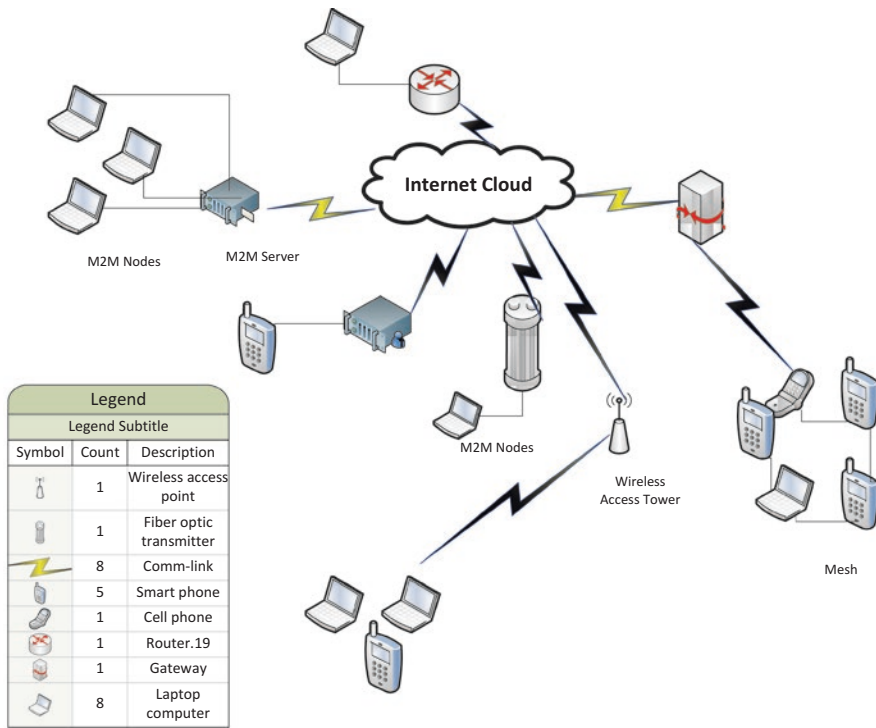 Internet Cloud
M2M Nodes
M2M Server
M2M Nodes
Wireless
Access Tower
Mesh
Legend
Legend Subtitle
Symbol Count Description
1 Wireless access
point
1 Fiber optic
transmitter
8 Comm-link
5 Smart phone
1 Cell phone
1 Router.19
1 Gateway
8 Laptop
computer